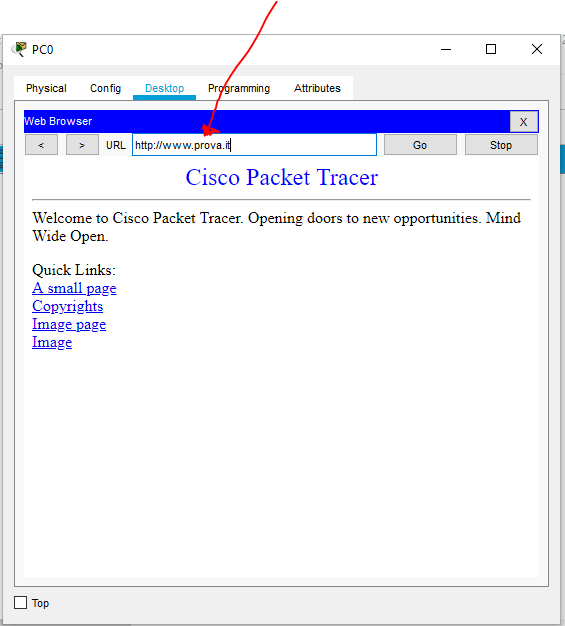 PC0
Physical Config Desktop Programming Attributes
Web Browser X
< > URL http://www.prova.it Go Stop
Cisco Packet Tracer
Welcome to Cisco Packet Tracer. Opening doors to new opportunities. Mind
Wide Open.
Quick Links:
A small page
Copyrights
Image page
Image
Top